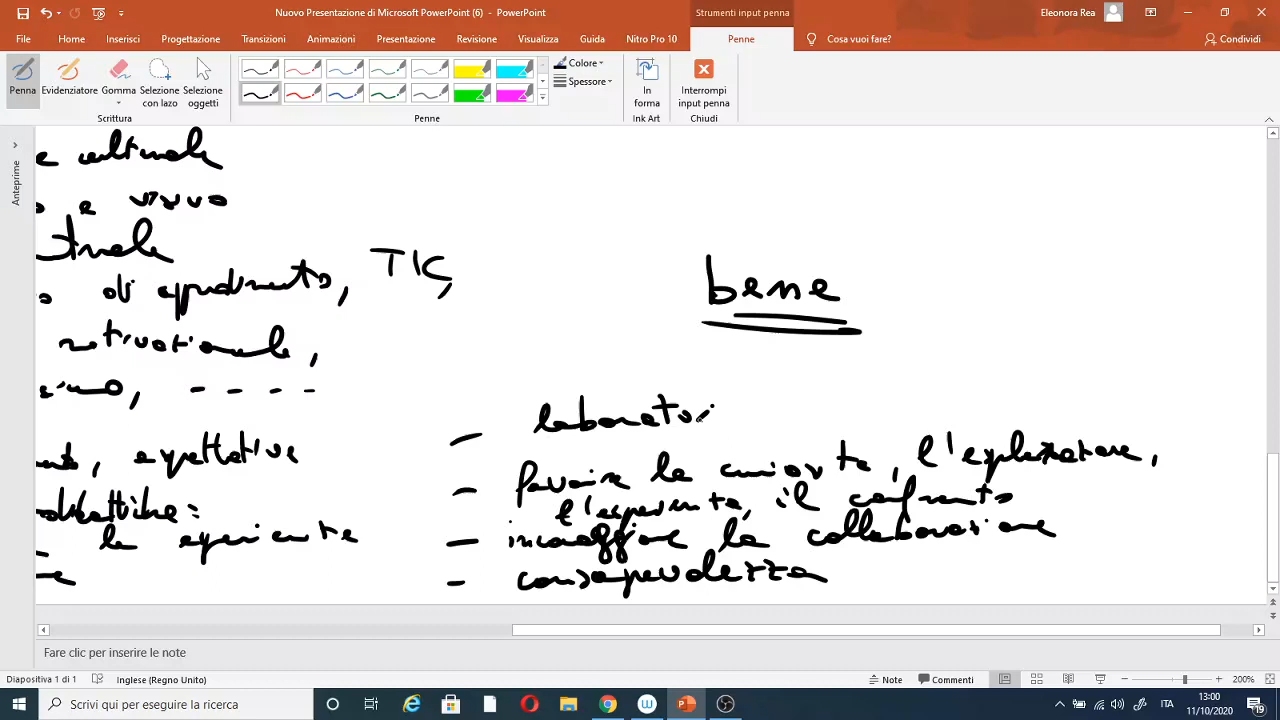 Nuovo Presentazione di Microsoft PowerPoint (6) - PowerPoint
Strumenti input penna
Eleonora Rea
File Home Inserisci Progettazione Transizioni Animazioni Presentazione Revisione Visualizza Guida Nitro Pro 10 Penne Cosa vuoi fare? Condividi
Penna Evidenziatore Gomma Selezione con lazo Selezione oggetti
Colore
Spessore
In forma
Interrompi input penna
Scrittura Penne Ink Art Chiudi
Anteprime
e culturale
o e visivo
di apprendimento, TIC,
bene
motivazionale,
, - - - -
- laboratori
, aspettative
- favorire la curiosità, l'esplorazione,
l'esperienza, il confronto
didattiche:
le esperienze
- incoraggiare la collaborazione
- consapevolezza
Fare clic per inserire le note
Diapositiva 1 di 1 Inglese (Regno Unito) Note Commenti 200%
Scrivi qui per eseguire la ricerca
ITA
13:00
11/10/2020
19